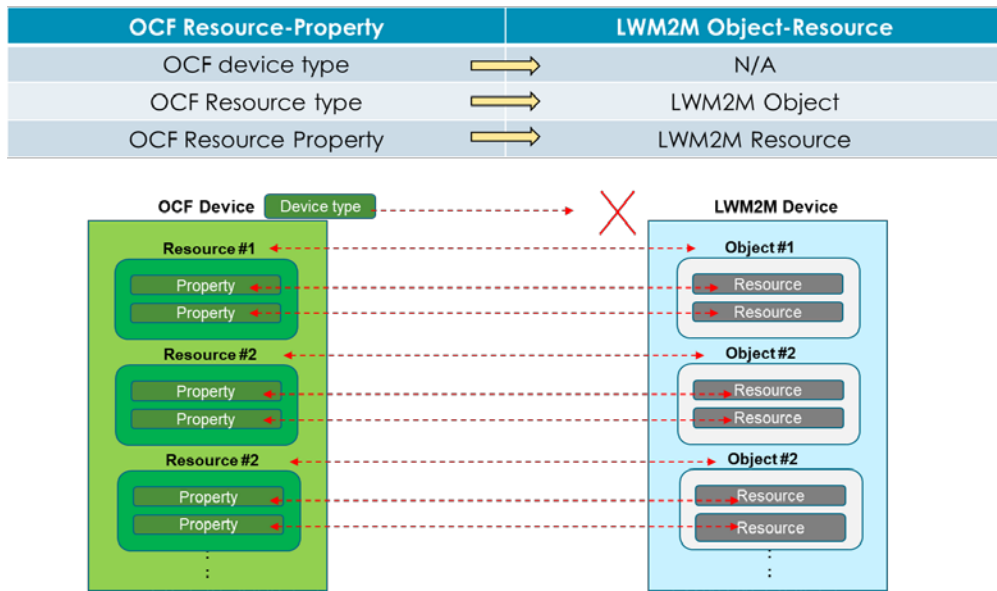 OCF Resource-Property LWM2M Object-Resource
OCF device type N/A
OCF Resource type LWM2M Object
OCF Resource Property LWM2M Resource
OCF Device Device type LWM2M Device
Resource #1 Object #1
Property Resource
Property Resource
Resource #2 Object #2
Property Resource
Property Resource
Resource #2 Object #2
Property Resource
Property Resource